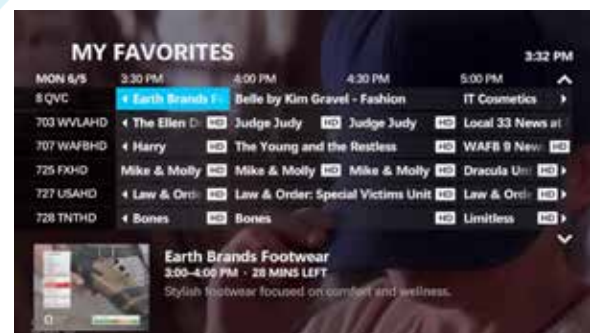 MY FAVORITES
3:32 PM
MON 6/5 3:30 PM 4:00 PM 4:30 PM 5:00 PM
8 QVC Earth Brands F Belle by Kim Gravel - Fashion IT Cosmetics
703 WVLAHD The Ellen D HD Judge Judy HD Judge Judy HD Local 33 News at
707 WAFBHD Harry HD The Young and the Restless HD WAFB 9 New HD
725 FXHD Mike & Molly HD Mike & Molly HD Mike & Molly HD Dracula Un HD
727 USAHD Law & Ord HD Law & Order: Special Victims Unit HD Law & Ord HD
728 TNTHD Bones HD Bones HD Limitless HD
Earth Brands Footwear
3:00-4:00 PM · 28 MINS LEFT
Stylish footwear focused on comfort and wellness.